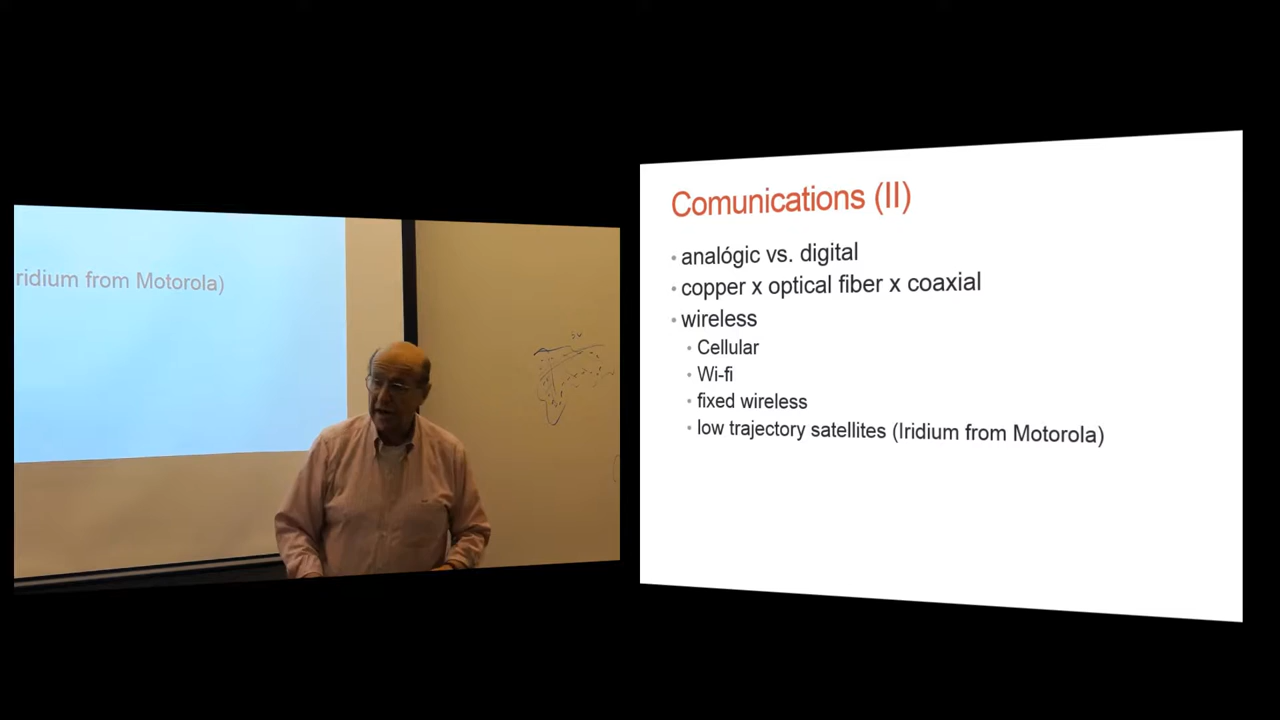 ridium from Motorola)
Comunications (II)
• analógic vs. digital
• copper x optical fiber x coaxial
• wireless
• Cellular
• Wi-fi
• fixed wireless
• low trajectory satellites (Iridium from Motorola)